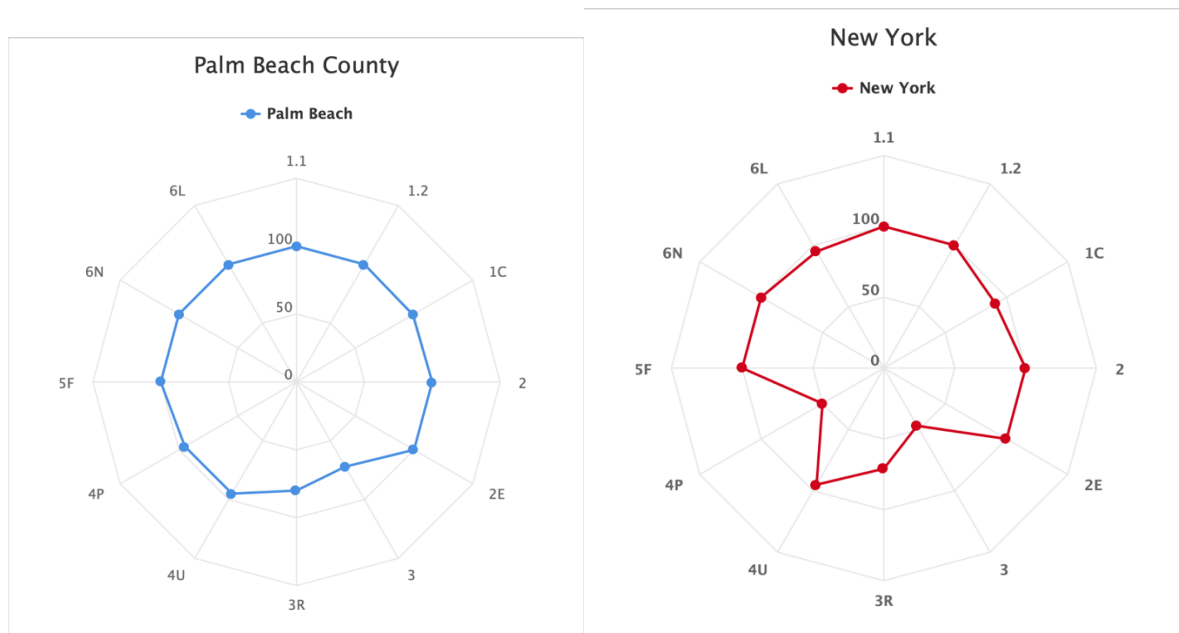 Palm Beach County
Palm Beach
1.1
1.2
1C
2
2E
3
3R
4U
4P
5F
6N
6L
100
50
0
New York
New York
1.1
1.2
1C
2
2E
3
3R
4U
4P
5F
6N
6L
100
50
0